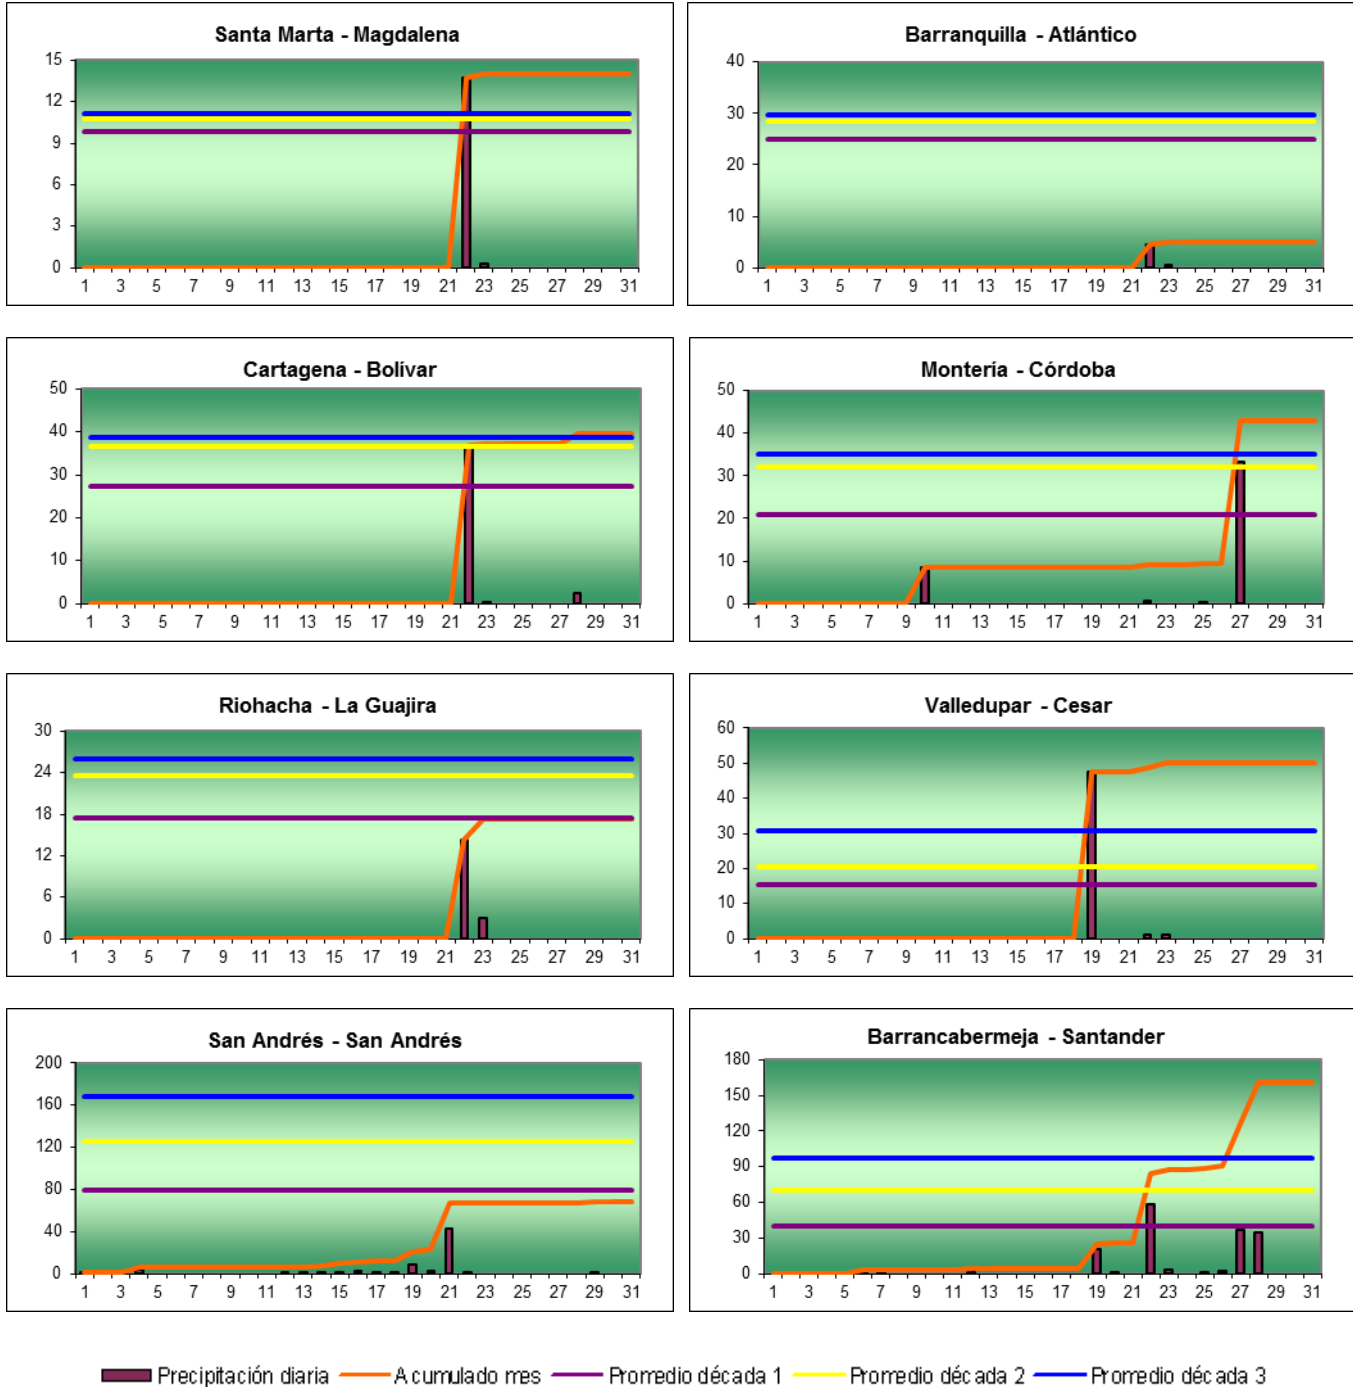 Santa Marta - Magdalena
15
12
9
6
3
0
1 3 5 7 9 11 13 15 17 19 21 23 25 27 29 31
Barranquilla - Atlántico
40
30
20
10
0
1 3 5 7 9 11 13 15 17 19 21 23 25 27 29 31
Cartagena - Bolívar
50
40
30
20
10
0
1 3 5 7 9 11 13 15 17 19 21 23 25 27 29 31
Montería - Córdoba
50
40
30
20
10
0
1 3 5 7 9 11 13 15 17 19 21 23 25 27 29 31
Riohacha - La Guajira
30
24
18
12
6
0
1 3 5 7 9 11 13 15 17 19 21 23 25 27 29 31
Valledupar - Cesar
60
50
40
30
20
10
0
1 3 5 7 9 11 13 15 17 19 21 23 25 27 29 31
San Andrés - San Andrés
200
160
120
80
40
0
1 3 5 7 9 11 13 15 17 19 21 23 25 27 29 31
Barrancabermeja - Santander
180
150
120
90
60
30
0
1 3 5 7 9 11 13 15 17 19 21 23 25 27 29 31
Precipitación diaria Acumulado mes Promedio década 1 Promedio década 2 Promedio década 3